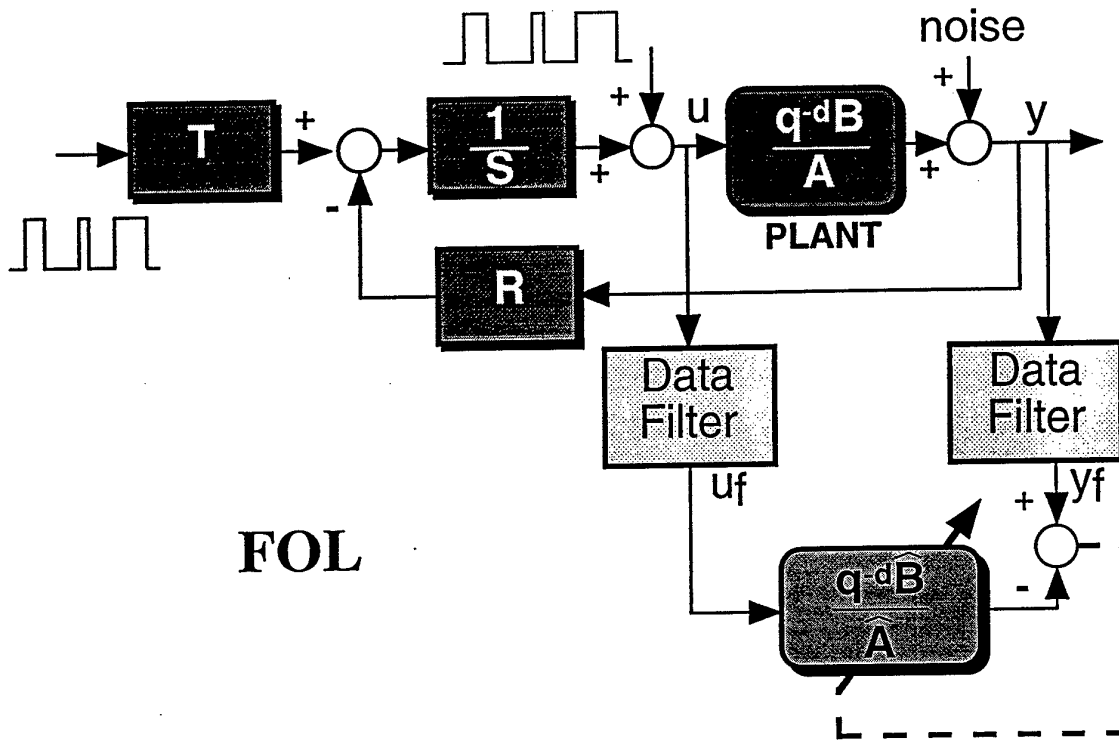 noise
+
+
T
+
-
1
S
+
u
q-dB
A
PLANT
+
y
R
Data
Filter
uf
Data
Filter
yf
+
-
FOL
q-dB̂
Â